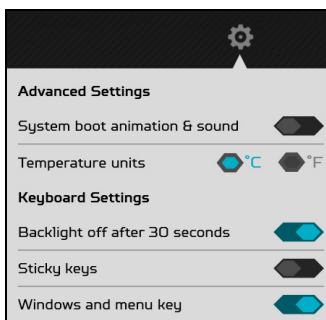 Advanced Settings
System boot animation & sound
Temperature units °C °F
Keyboard Settings
Backlight off after 30 seconds
Sticky keys
Windows and menu key